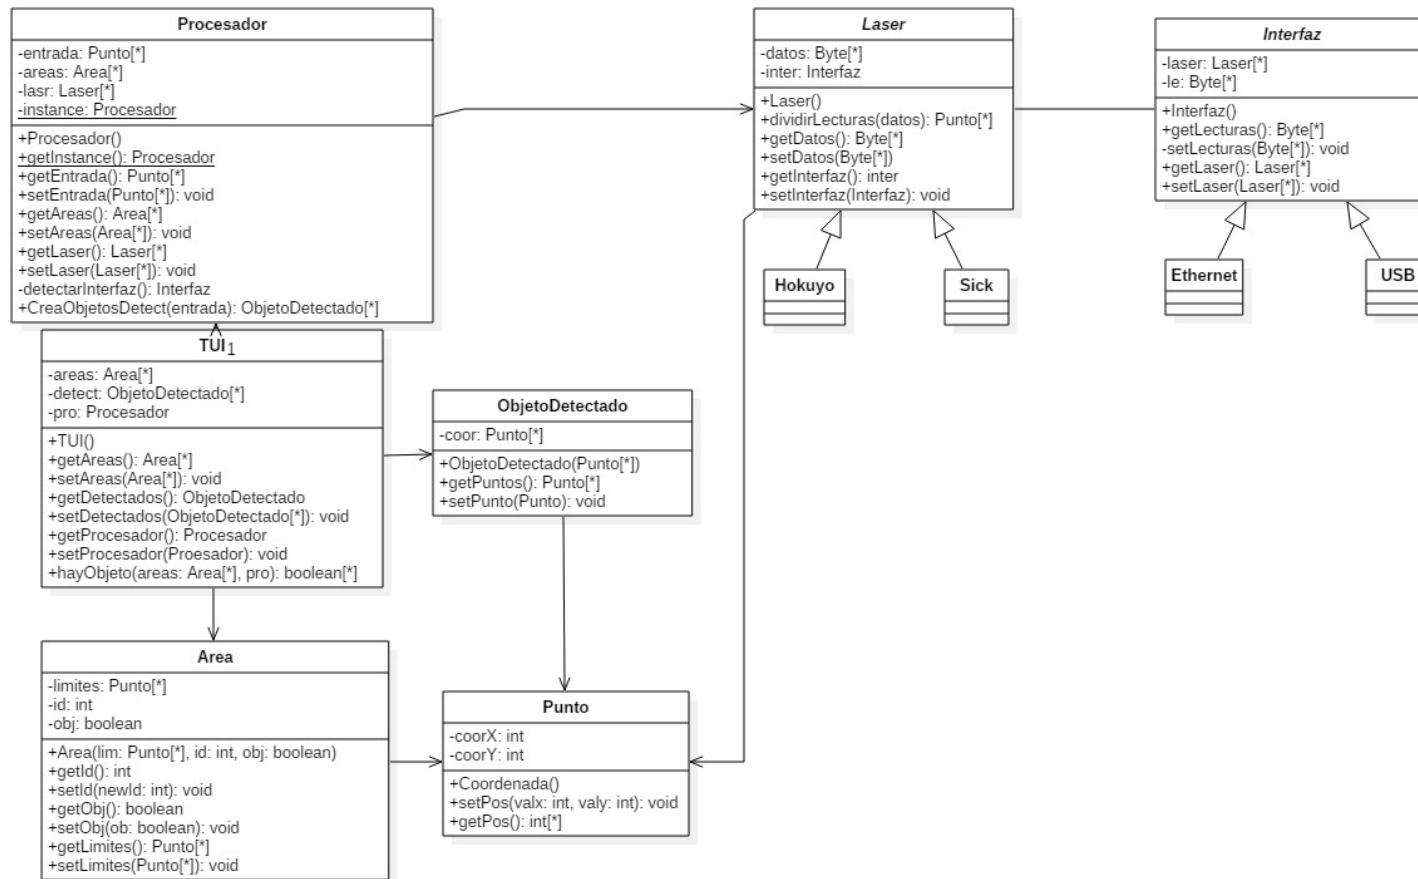 Procesador
-entrada: Punto[*]
-areas: Area[*]
-lasr: Laser[*]
-instance: Procesador
+Procesador()
+getInstance(): Procesador
+getEntrada(): Punto[*]
+setEntrada(Punto[*]): void
+getAreas(): Area[*]
+setAreas(Area[*]): void
+getLaser(): Laser[*]
+setLaser(Laser[*]): void
-detectarInterfaz(): Interfaz
+CreaObjetosDetect(entrada): ObjetoDetectado[*]
Laser
-datos: Byte[*]
-inter: Interfaz
+Laser()
+dividirLecturas(datos): Punto[*]
+getDatos(): Byte[*]
+setDatos(Byte[*])
+getInterfaz(): inter
+setInterfaz(Interfaz): void
Interfaz
-laser: Laser[*]
-le: Byte[*]
+Interfaz()
+getLecturas(): Byte[*]
-setLecturas(Byte[*]): void
+getLaser(): Laser[*]
+setLaser(Laser[*]): void
Hokuyo
Sick
Ethernet
USB
TUI
1
-areas: Area[*]
-detect: ObjetoDetectado[*]
-pro: Procesador
+TUI()
+getAreas(): Area[*]
+setAreas(Area[*]): void
+getDetectados(): ObjetoDetectado
+setDetectados(ObjetoDetectado[*]): void
+getProcesador(): Procesador
+setProcesador(Proesador): void
+hayObjeto(areas: Area[*], pro): boolean[*]
ObjetoDetectado
-coor: Punto[*]
+ObjetoDetectado(Punto[*])
+getPuntos(): Punto[*]
+setPunto(Punto): void
Area
-limites: Punto[*]
-id: int
-obj: boolean
+Area(lim: Punto[*], id: int, obj: boolean)
+getId(): int
+setId(newId: int): void
+getObj(): boolean
+setObj(ob: boolean): void
+getLimites(): Punto[*]
+setLimites(Punto[*]): void
Punto
-coorX: int
-coorY: int
+Coordenada()
+setPos(valx: int, valy: int): void
+getPos(): int[*]